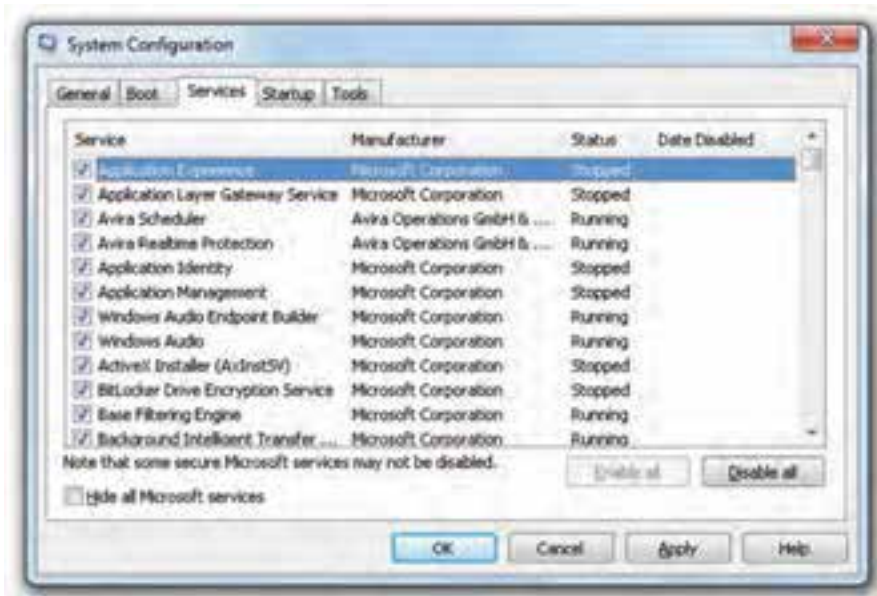 System Configuration
General Boot Services Startup Tools
Service Manufacturer Status Date Disabled
Application Experience Microsoft Corporation Stopped
Application Layer Gateway Service Microsoft Corporation Stopped
Avira Scheduler Avira Operations GmbH & ... Running
Avira Realtime Protection Avira Operations GmbH & ... Running
Application Identity Microsoft Corporation Stopped
Application Management Microsoft Corporation Stopped
Windows Audio Endpoint Builder Microsoft Corporation Running
Windows Audio Microsoft Corporation Running
ActiveX Installer (AxInstSV) Microsoft Corporation Stopped
BitLocker Drive Encryption Service Microsoft Corporation Stopped
Base Filtering Engine Microsoft Corporation Running
Background Intelligent Transfer ... Microsoft Corporation Running
Note that some secure Microsoft services may not be disabled.
Enable all Disable all
Hide all Microsoft services
OK Cancel Apply Help